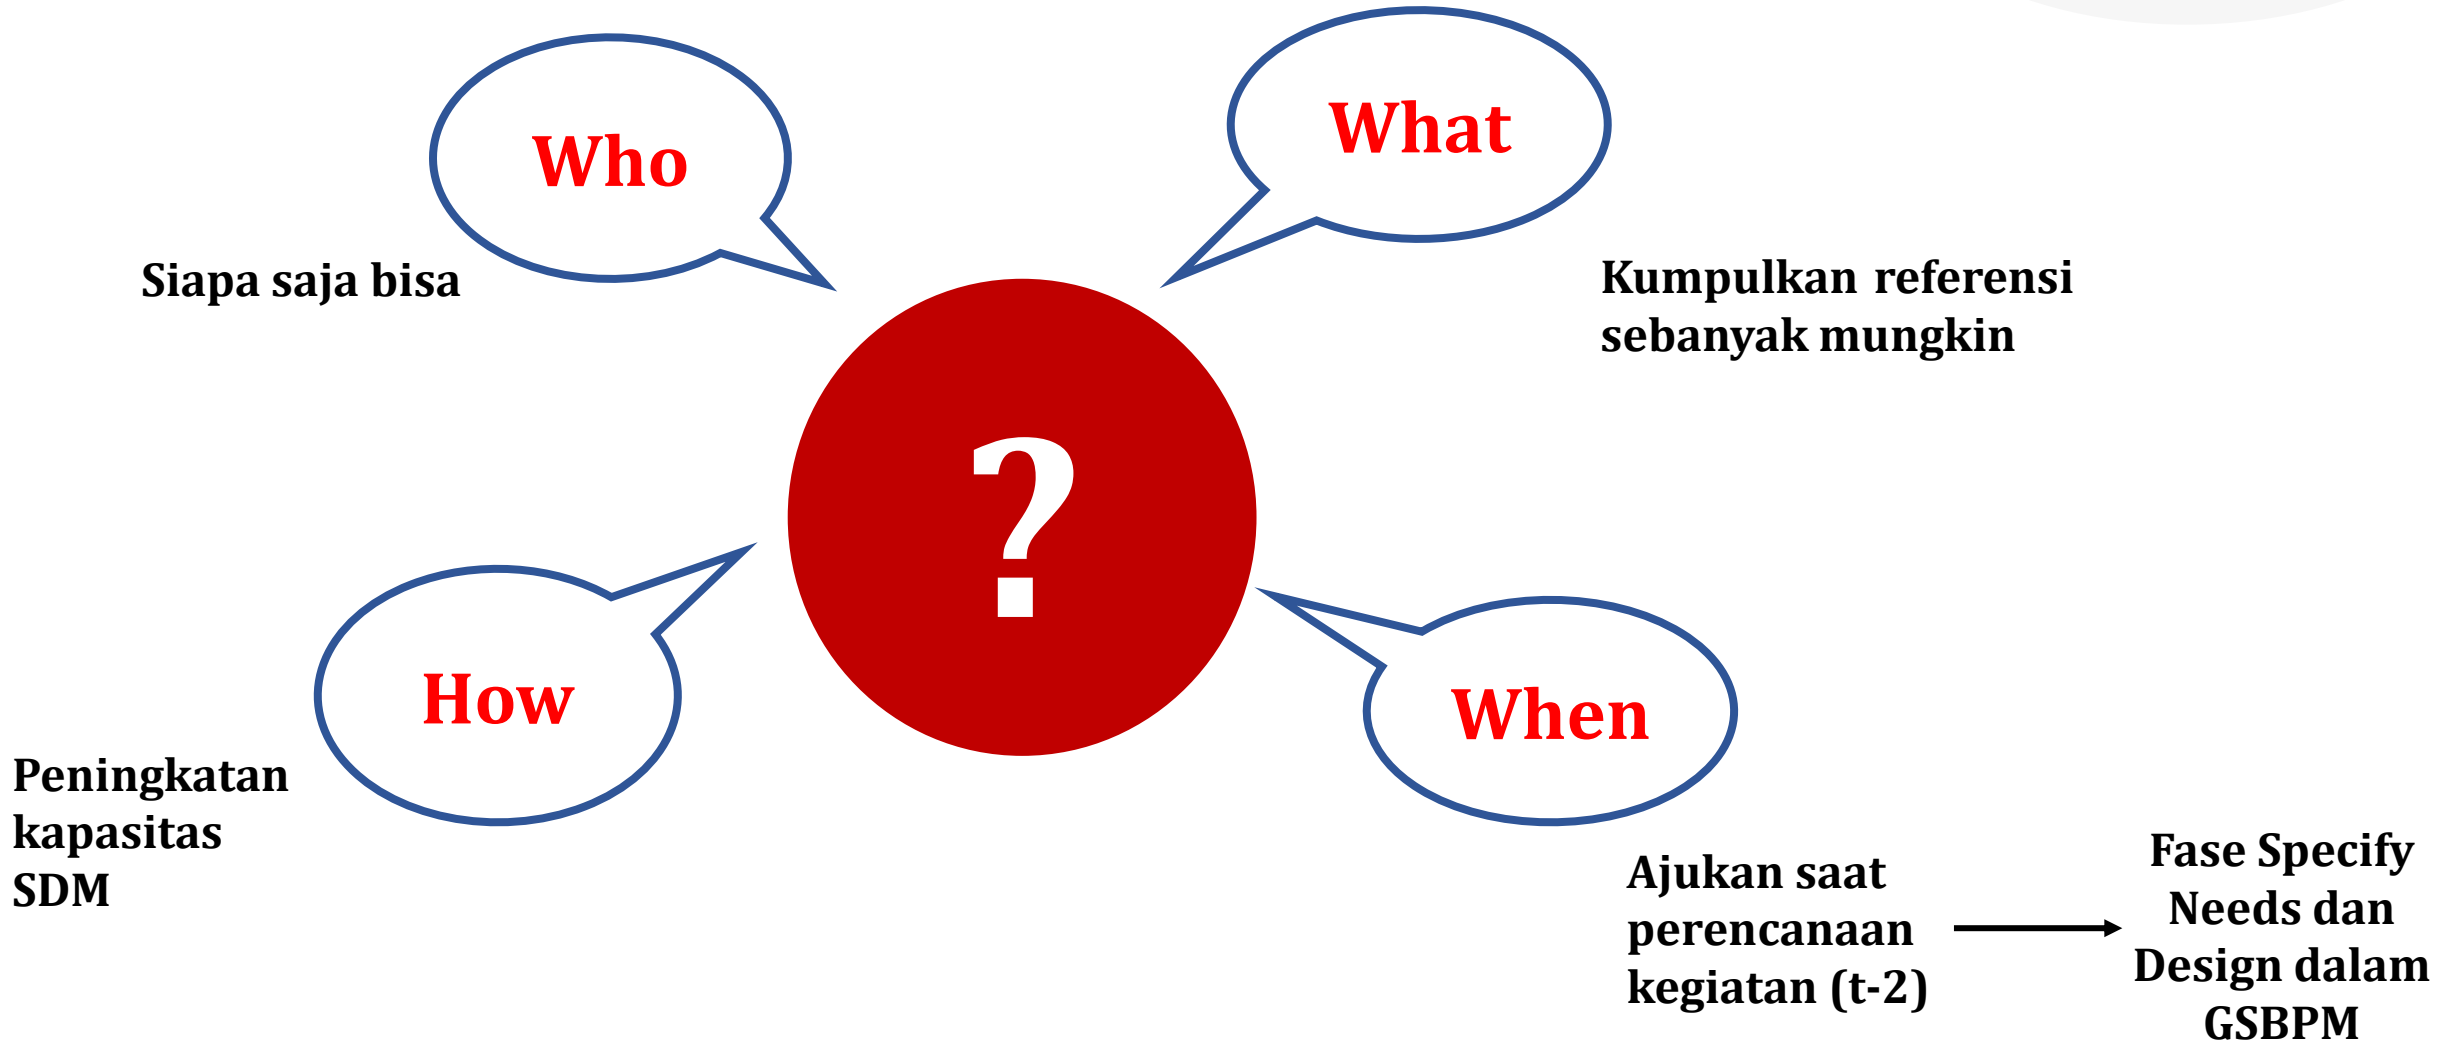 Who
Siapa saja bisa
What
Kumpulkan referensi
sebanyak mungkin
?
How
Peningkatan
kapasitas
SDM
When
Ajukan saat
perencanaan
kegiatan (t-2)
Fase Specify
Needs dan
Design dalam
GSBPM